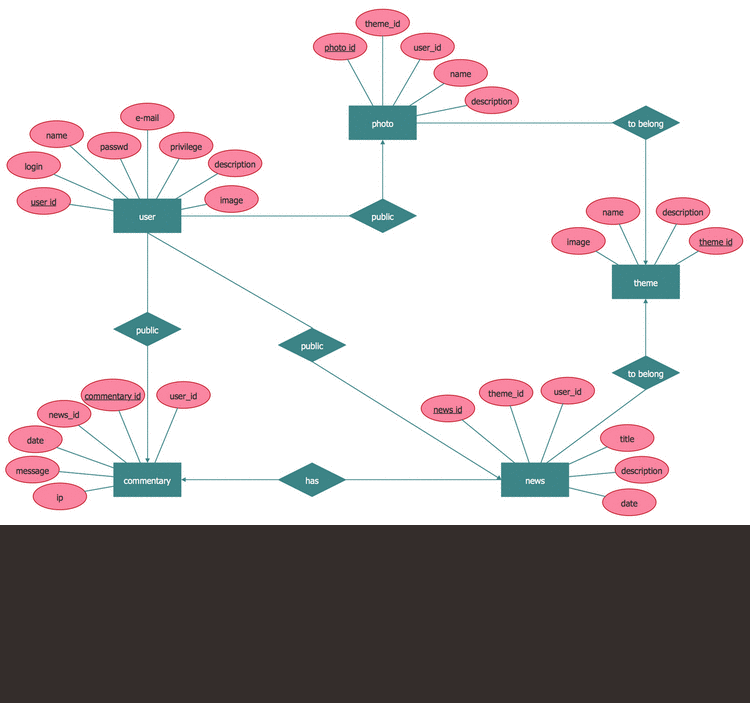 theme_id
photo id
user_id
name
description
photo
to belong
e-mail
name
passwd
privilege
login
description
user id
image
user
public
name
description
image
theme id
theme
public
public
to belong
commentary id
user_id
news_id
date
message
ip
commentary
has
theme_id
user_id
news id
title
description
date
news